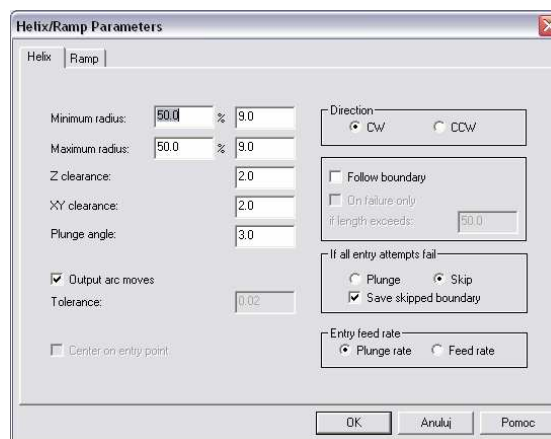 Helix/Ramp Parameters
Helix Ramp
Minimum radius: 50.0 % 9.0
Maximum radius: 50.0 % 9.0
Z clearance: 2.0
XY clearance: 2.0
Plunge angle: 3.0
Output arc moves
Tolerance: 0.02
Center on entry point
Direction
CW CCW
Follow boundary
On failure only
if length exceeds: 50.0
If all entry attempts fail
Plunge Skip
Save skipped boundary
Entry feed rate
Plunge rate Feed rate
OK Anuluj Pomoc